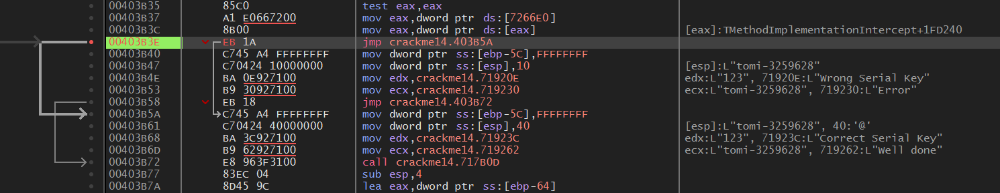 00403B35 85C0 test eax,eax
00403B37 A1 E0667200 mov eax,dword ptr ds:[7266E0]
00403B3C 8B00 mov eax,dword ptr ds:[eax] [eax]:TMethodImplementationIntercept+1FD240
00403B3E EB 1A jmp crackme14.403B5A
00403B40 C745 A4 FFFFFFFF mov dword ptr ss:[ebp-5C],FFFFFFFF
00403B47 C70424 10000000 mov dword ptr ss:[esp],10 [esp]:L"tomi-3259628"
00403B4E BA 0E927100 mov edx,crackme14.71920E edx:L"123", 71920E:L"Wrong Serial Key"
00403B53 B9 30927100 mov ecx,crackme14.719230 ecx:L"tomi-3259628", 719230:L"Error"
00403B58 EB 18 jmp crackme14.403B72
00403B5A C745 A4 FFFFFFFF mov dword ptr ss:[ebp-5C],FFFFFFFF
00403B61 C70424 40000000 mov dword ptr ss:[esp],40 [esp]:L"tomi-3259628", 40:'@'
00403B68 BA 3C927100 mov edx,crackme14.71923C edx:L"123", 71923C:L"Correct Serial Key"
00403B6D B9 62927100 mov ecx,crackme14.719262 ecx:L"tomi-3259628", 719262:L"Well done"
00403B72 E8 963F3100 call crackme14.717B0D
00403B77 83EC 04 sub esp,4
00403B7A 8D45 9C lea eax,dword ptr ss:[ebp-64]